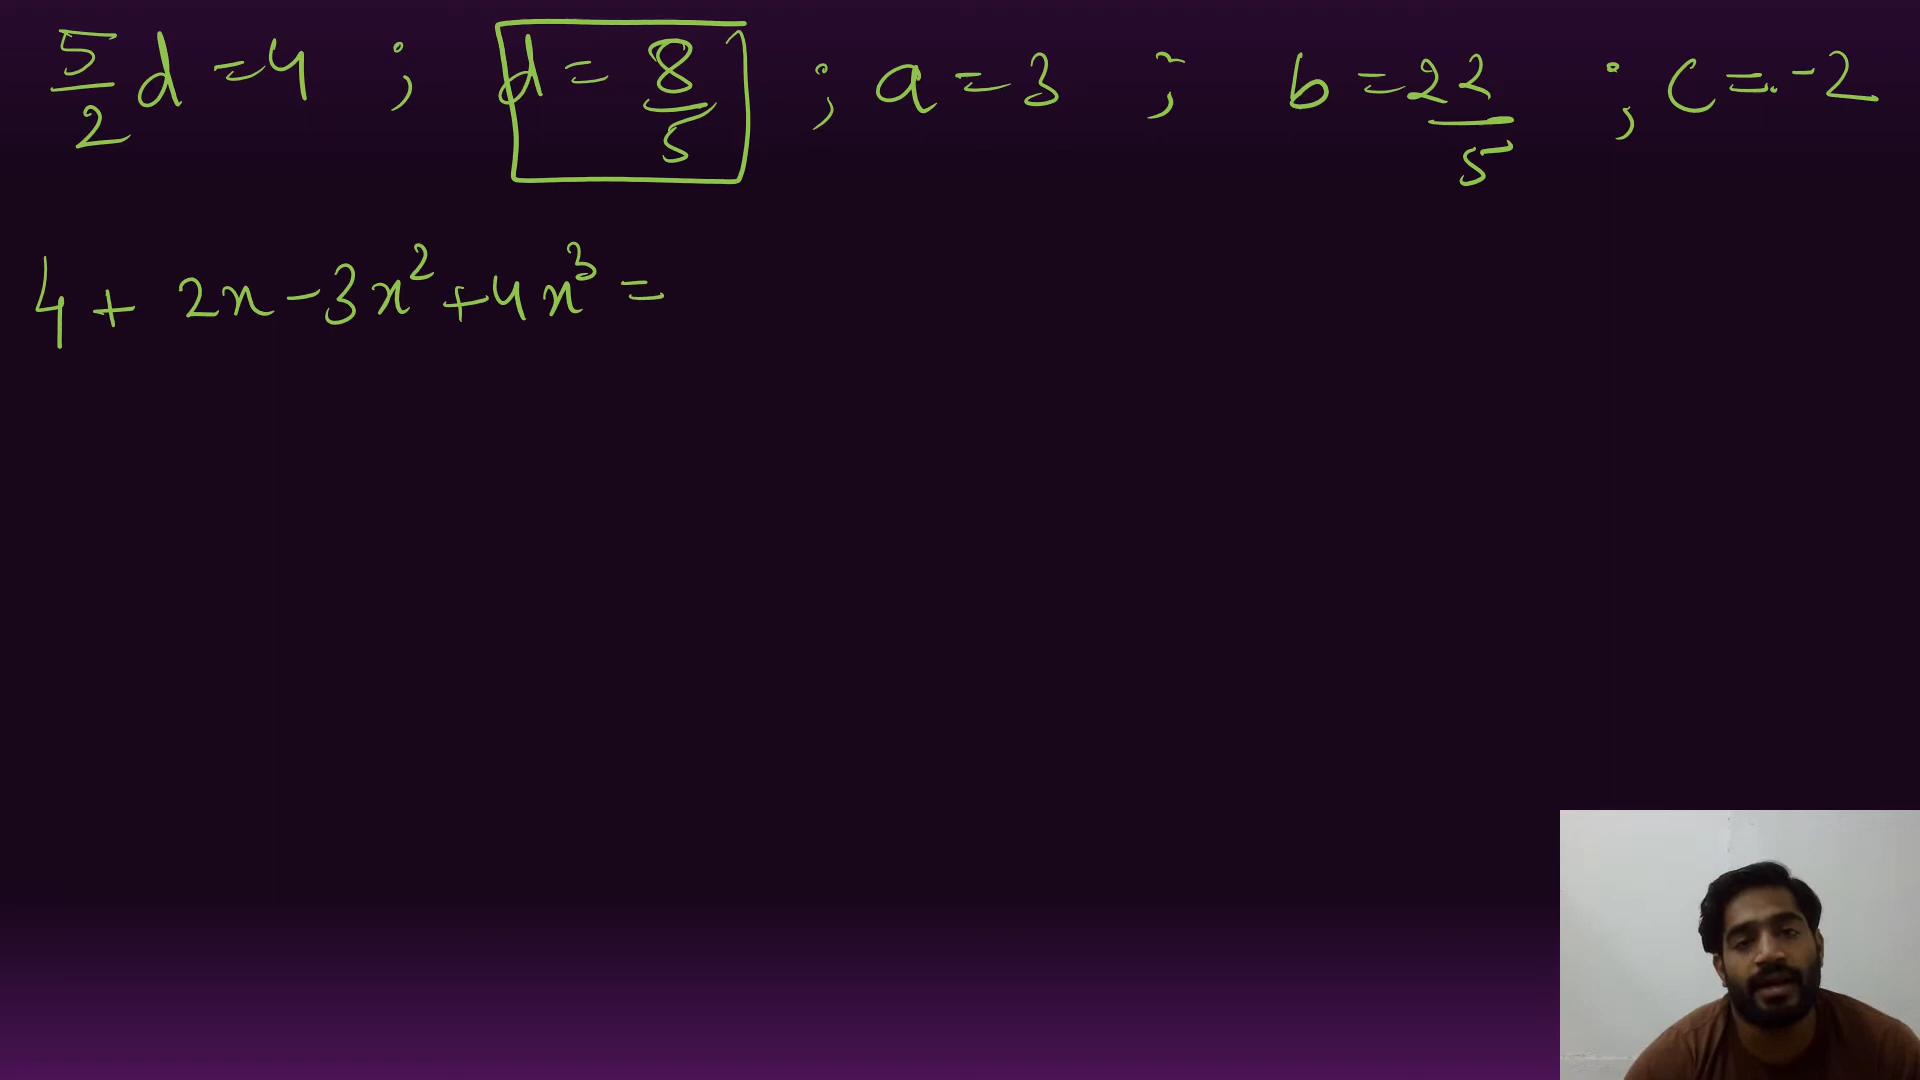 5/2 d = 4 ; d = 8/5 ; a = 3 ; b = 22/5 ; c = -2
4 + 2x - 3x² + 4x³ =